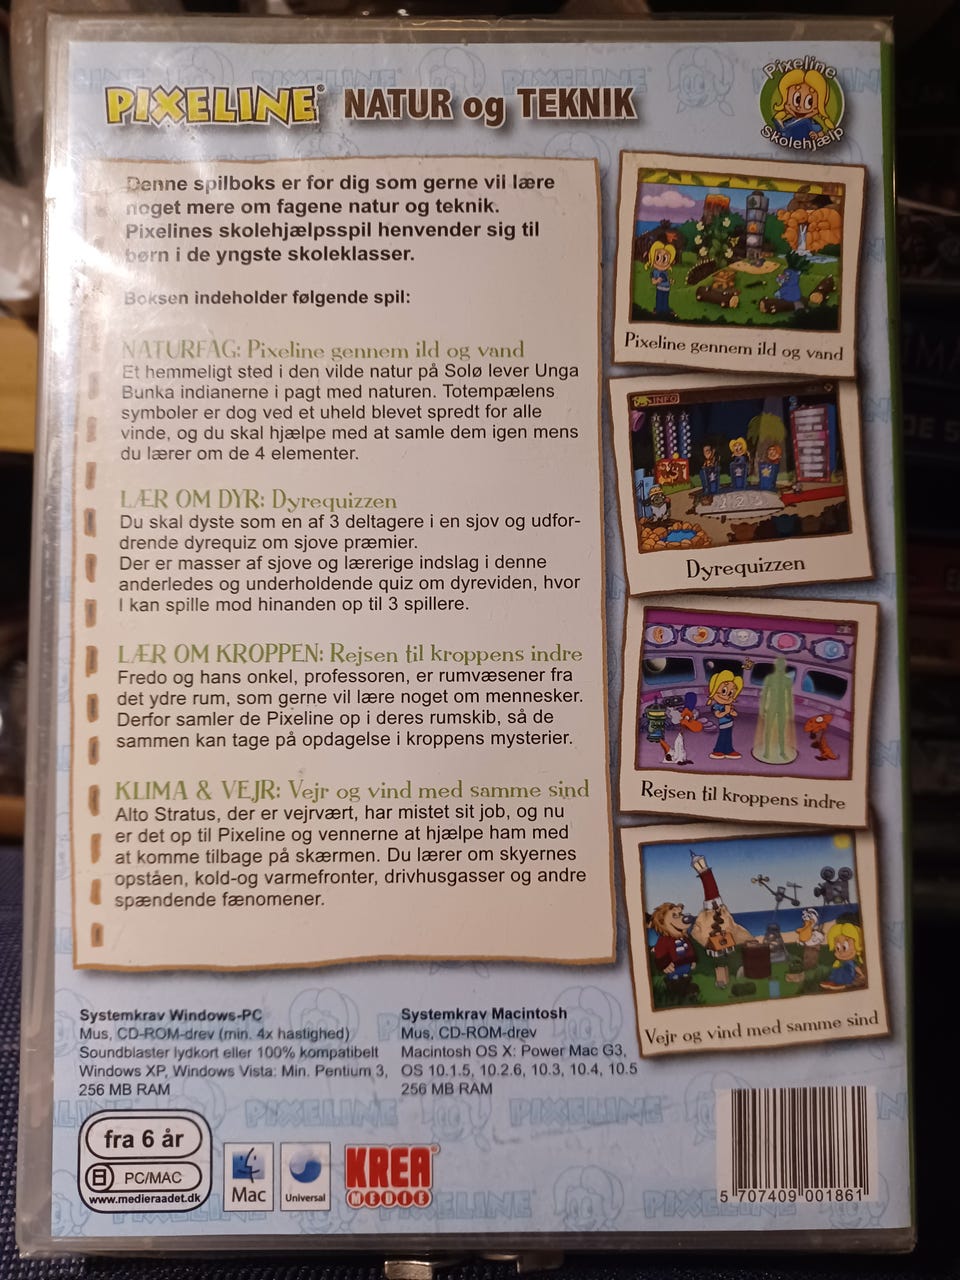 PIXELINE® NATUR og TEKNIK
Pixeline
Skolehjælp
Denne spilboks er for dig som gerne vil lære
noget mere om fagene natur og teknik.
Pixelines skolehjælpsspil henvender sig til
børn i de yngste skoleklasser.
Boksen indeholder følgende spil:
NATURFAG: Pixeline gennem ild og vand
Et hemmeligt sted i den vilde natur på Solø lever Unga
Bunka indianerne i pagt med naturen. Totempælens
symboler er dog ved et uheld blevet spredt for alle
vinde, og du skal hjælpe med at samle dem igen mens
du lærer om de 4 elementer.
LÆR OM DYR: Dyrequizzen
Du skal dyste som en af 3 deltagere i en sjov og udfor-
drende dyrequiz om sjove præmier.
Der er masser af sjove og lærerige indslag i denne
anderledes og underholdende quiz om dyreviden, hvor
I kan spille mod hinanden op til 3 spillere.
LÆR OM KROPPEN: Rejsen til kroppens indre
Fredo og hans onkel, professoren, er rumvæsener fra
det ydre rum, som gerne vil lære noget om mennesker.
Derfor samler de Pixeline op i deres rumskib, så de
sammen kan tage på opdagelse i kroppens mysterier.
KLIMA & VEJR: Vejr og vind med samme sind
Alto Stratus, der er vejrvært, har mistet sit job, og nu
er det op til Pixeline og vennerne at hjælpe ham med
at komme tilbage på skærmen. Du lærer om skyernes
opståen, kold-og varmefronter, drivhusgasser og andre
spændende fænomener.
Pixeline gennem ild og vand
INFO
Dyrequizzen
Rejsen til kroppens indre
Vejr og vind med samme sind
Systemkrav Windows-PC
Mus, CD-ROM-drev (min. 4x hastighed)
Soundblaster lydkort eller 100% kompatibelt
Windows XP, Windows Vista: Min. Pentium 3,
256 MB RAM
Systemkrav Macintosh
Mus, CD-ROM-drev
Macintosh OS X: Power Mac G3,
OS 10.1.5, 10.2.6, 10.3, 10.4, 10.5
256 MB RAM
fra 6 år
PC/MAC
www.medieraadet.dk
Mac
Universal
KREA®
MEDIE
5 707409 001861